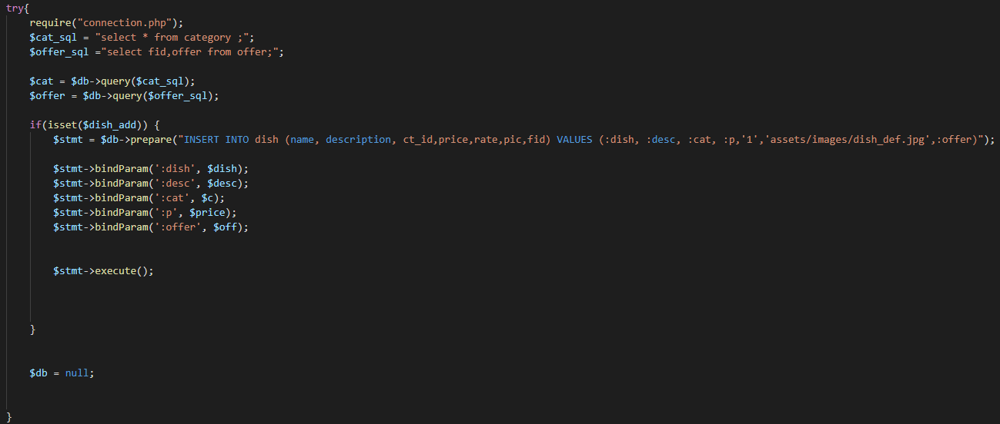 try{
require("connection.php");
$cat_sql = "select * from category ;";
$offer_sql ="select fid,offer from offer;";
$cat = $db->query($cat_sql);
$offer = $db->query($offer_sql);
if(isset($dish_add)) {
$stmt = $db->prepare("INSERT INTO dish (name, description, ct_id,price,rate,pic,fid) VALUES (:dish, :desc, :cat, :p,'1','assets/images/dish_def.jpg',:offer)");
$stmt->bindParam(':dish', $dish);
$stmt->bindParam(':desc', $desc);
$stmt->bindParam(':cat', $c);
$stmt->bindParam(':p', $price);
$stmt->bindParam(':offer', $off);
$stmt->execute();
}
$db = null;
}